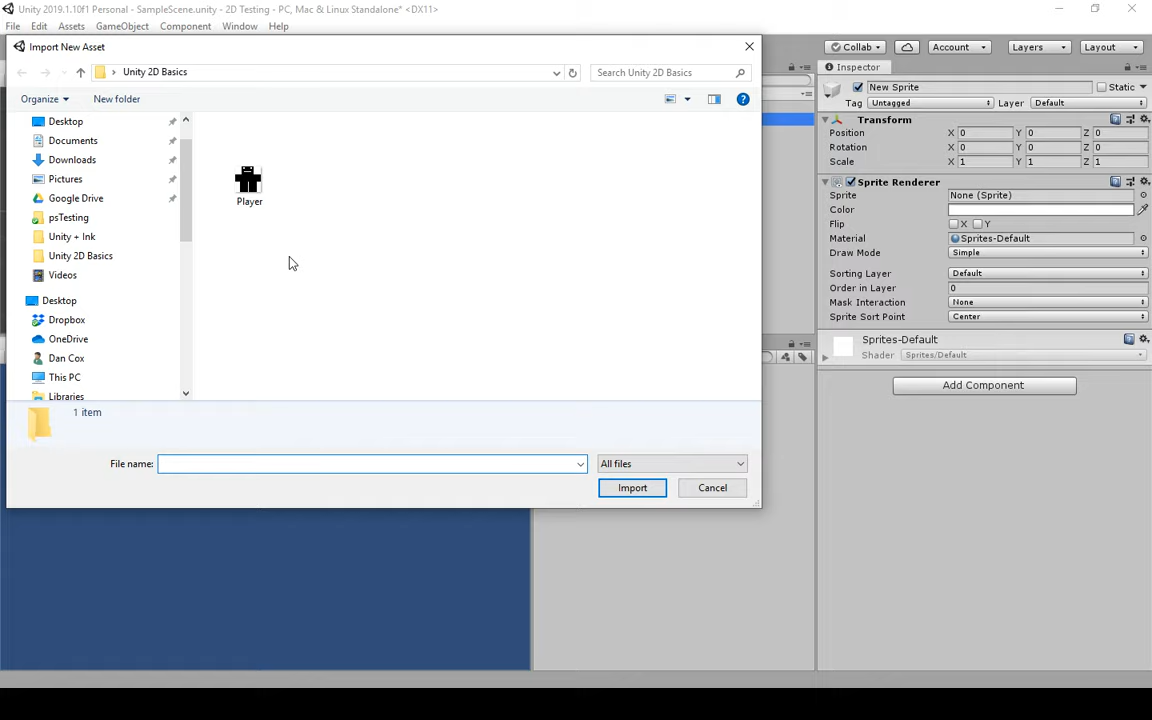 Unity 2019.1.10f1 Personal - SampleScene.unity - 2D Testing - PC, Mac & Linux Standalone* <DX11>
File Edit Assets GameObject Component Window Help
Import New Asset
Unity 2D Basics
Search Unity 2D Basics
Organize
New folder
Desktop
Documents
Downloads
Pictures
Google Drive
psTesting
Unity + Ink
Unity 2D Basics
Videos
Desktop
Dropbox
OneDrive
Dan Cox
This PC
Libraries
Player
1 item
File name:
All files
Import
Cancel
Collab
Account
Layers
Layout
Inspector
New Sprite
Static
Tag Untagged Layer Default
Transform
Position X 0 Y 0 Z 0
Rotation X 0 Y 0 Z 0
Scale X 1 Y 1 Z 1
Sprite Renderer
Sprite None (Sprite)
Color
Flip X Y
Material Sprites-Default
Draw Mode Simple
Sorting Layer Default
Order in Layer 0
Mask Interaction None
Sprite Sort Point Center
Sprites-Default
Shader Sprites/Default
Add Component